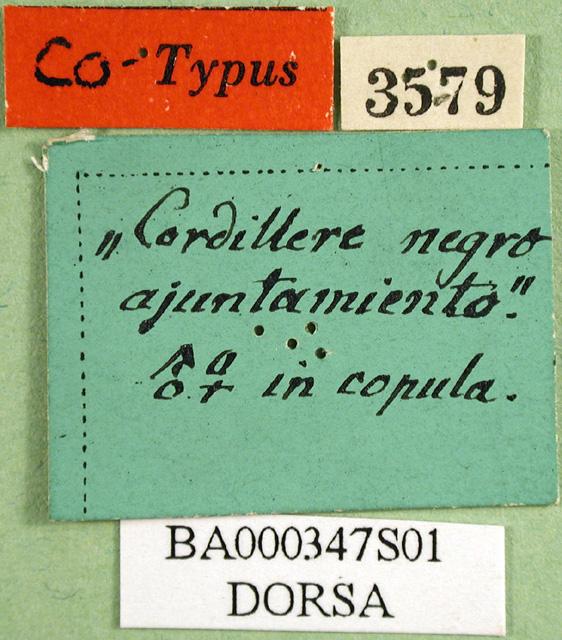 Co-Typus
3579
„Cordillere negro
ajuntamiento."
♂♀ in copula.
BA000347S01
DORSA